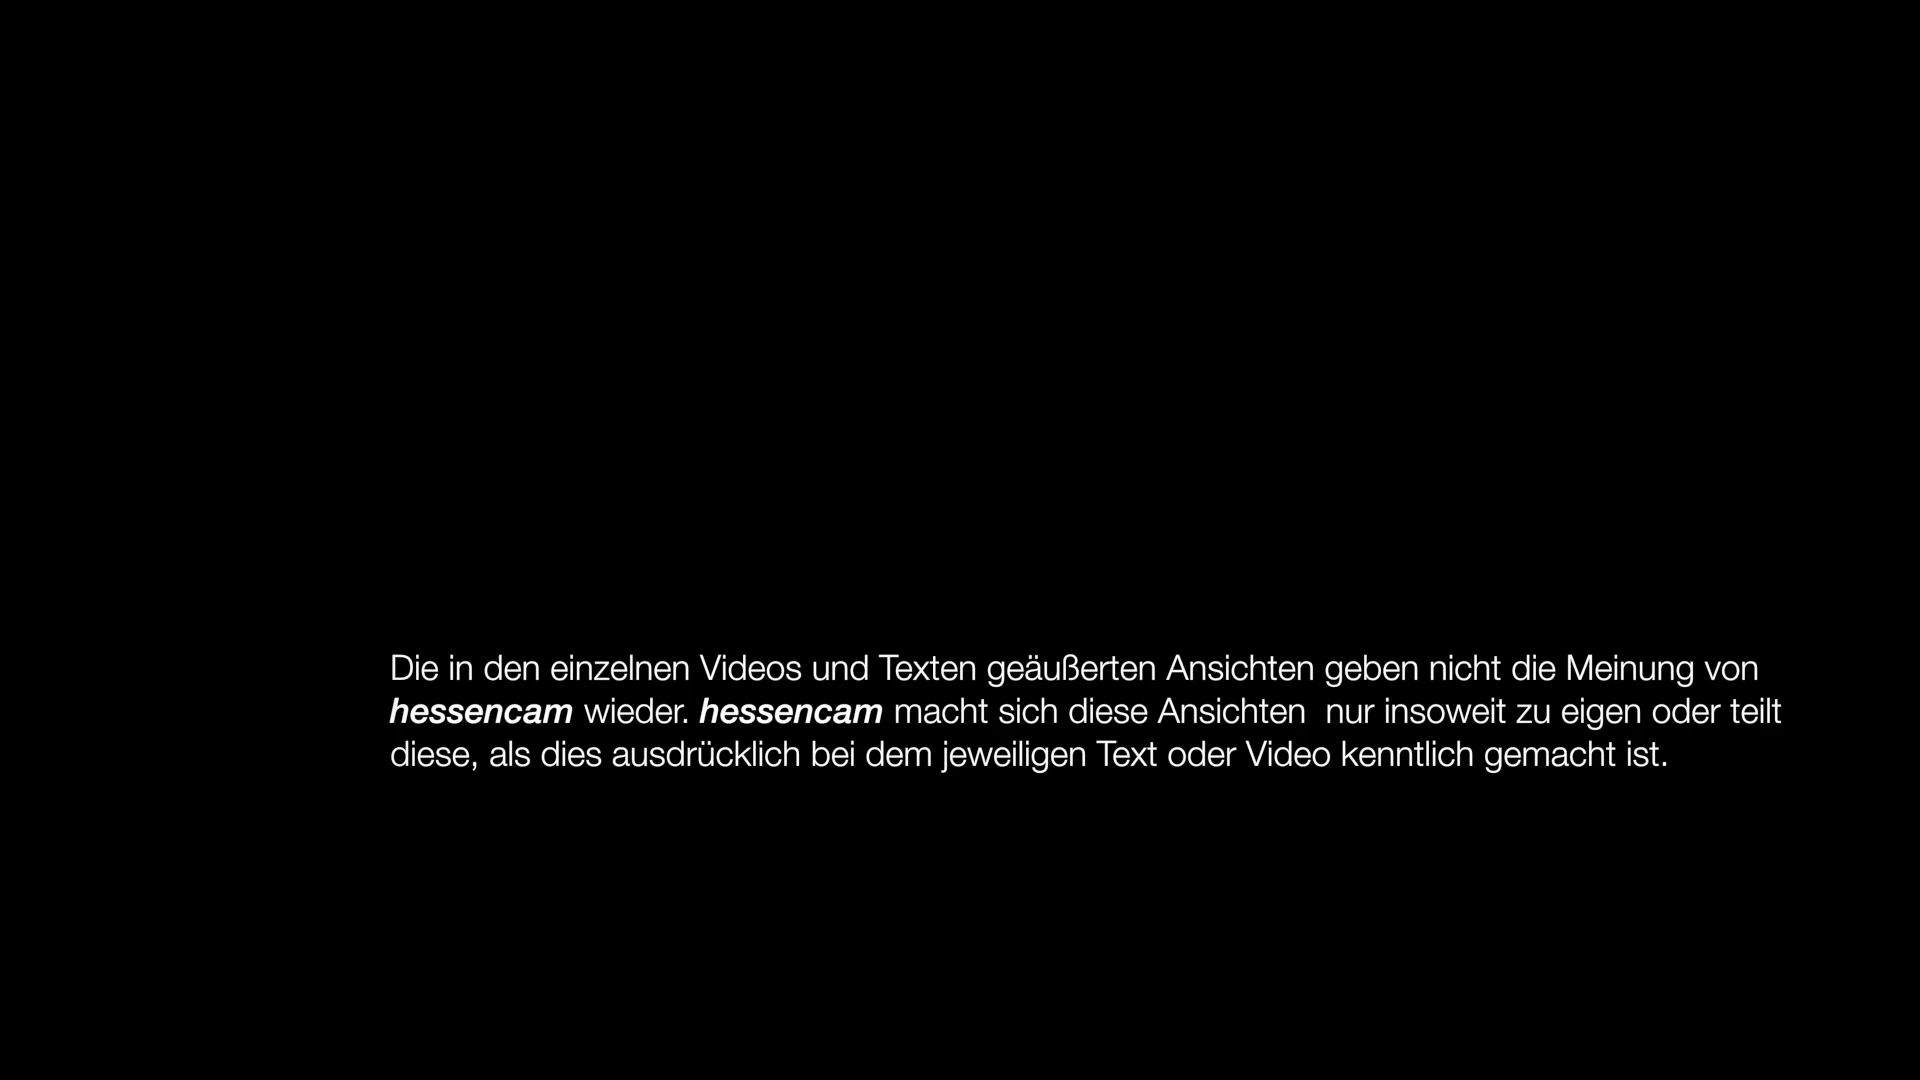 Die in den einzelnen Videos und Texten geäußerten Ansichten geben nicht die Meinung von
hessencam wieder. hessencam macht sich diese Ansichten  nur insoweit zu eigen oder teilt
diese, als dies ausdrücklich bei dem jeweiligen Text oder Video kenntlich gemacht ist.